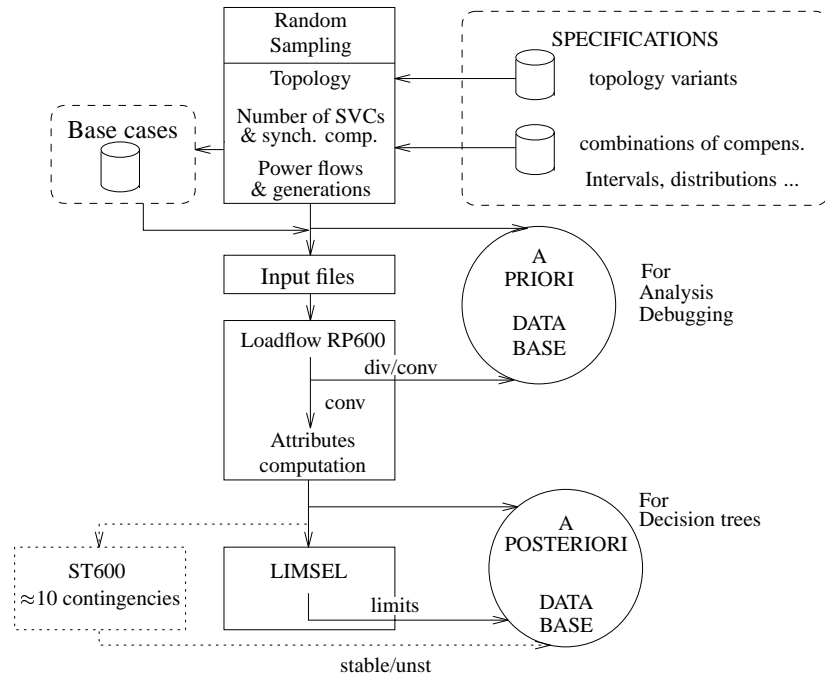 Random
Sampling
Topology
Number of SVCs
& synch. comp.
Power flows
& generations
SPECIFICATIONS
topology variants
combinations of compens.
Intervals, distributions ...
Base cases
Input files
A
PRIORI
DATA
BASE
For
Analysis
Debugging
Loadflow RP600
div/conv
conv
Attributes
computation
For
Decision trees
A
POSTERIORI
DATA
BASE
ST600
≈10 contingencies
LIMSEL
limits
stable/unst